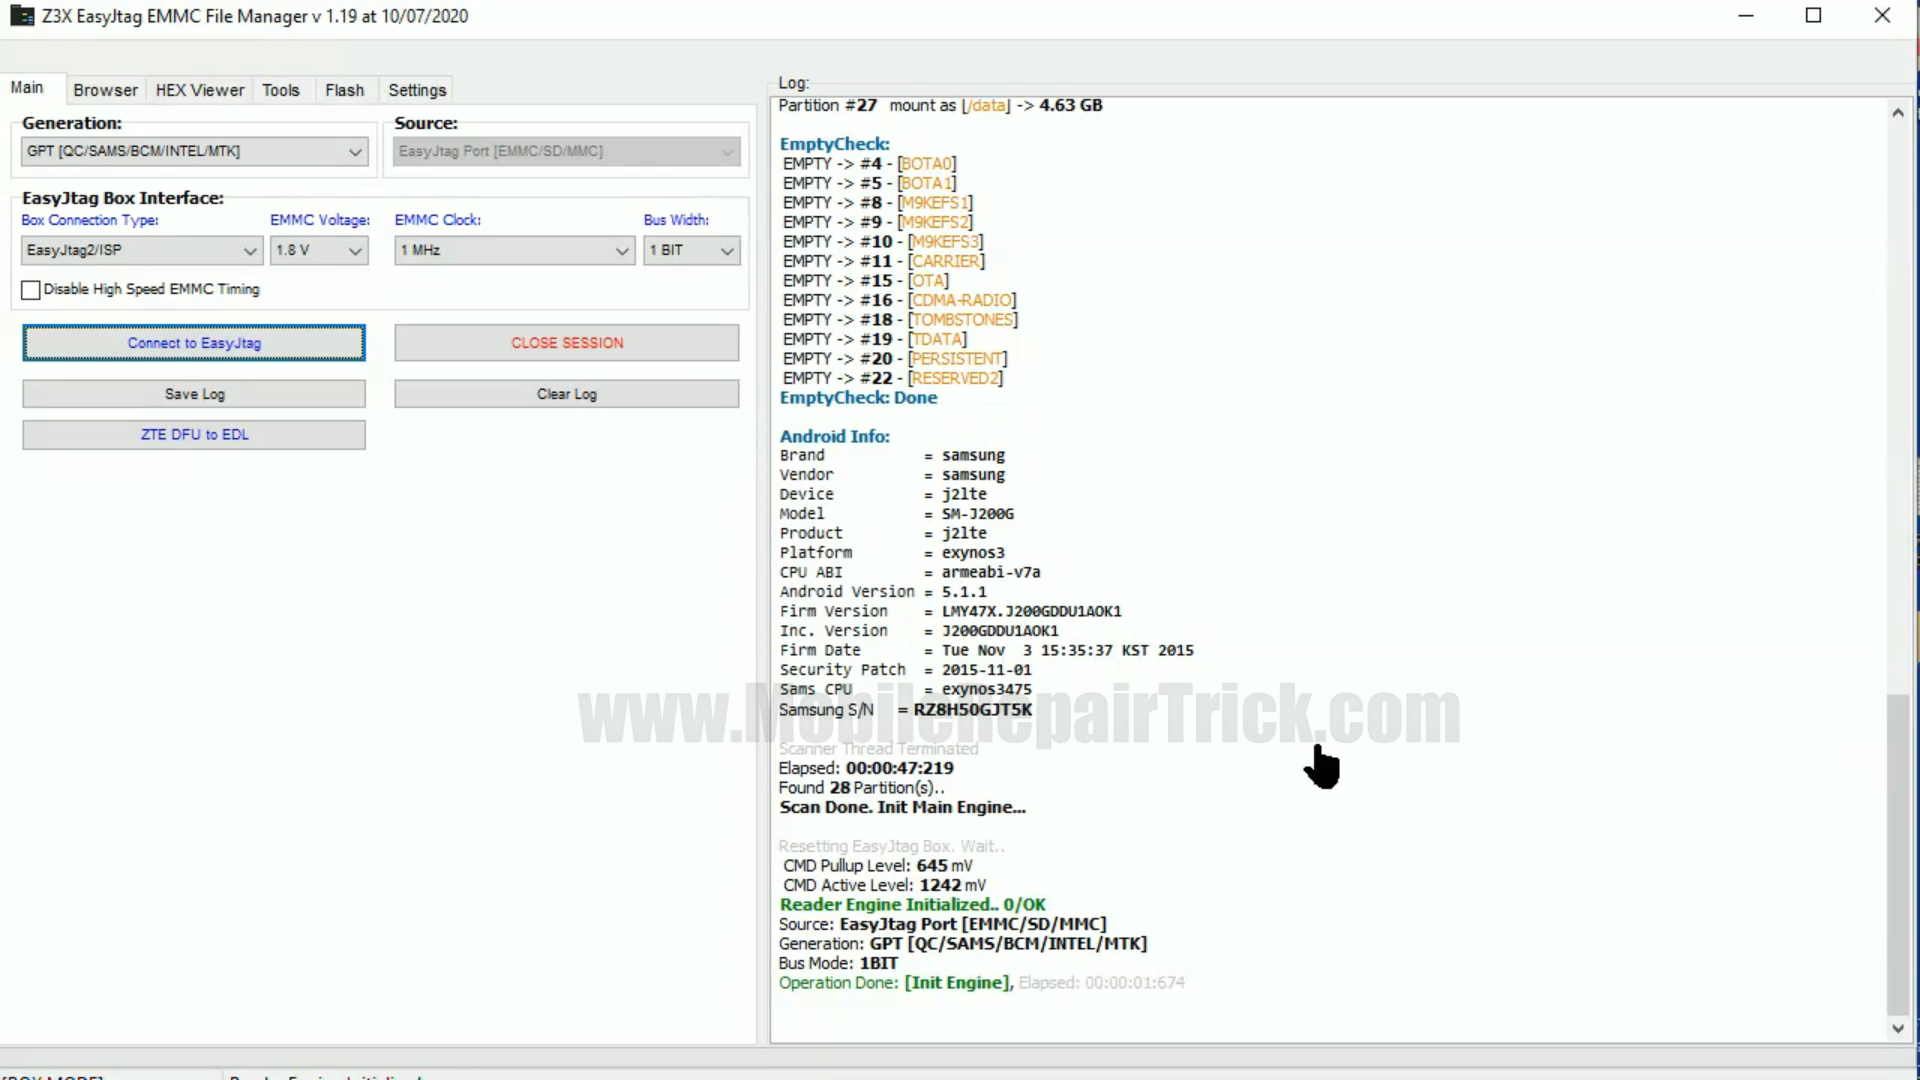 Z3X EasyJtag EMMC File Manager v 1.19 at 10/07/2020
Main Browser HEX Viewer Tools Flash Settings
Generation:
GPT [QC/SAMS/BCM/INTEL/MTK]
Source:
EasyJtag Port [EMMC/SD/MMC]
EasyJtag Box Interface:
Box Connection Type: EMMC Voltage: EMMC Clock: Bus Width:
EasyJtag2/ISP 1.8 V 1 MHz 1 BIT
Disable High Speed EMMC Timing
Connect to EasyJtag CLOSE SESSION
Save Log Clear Log
ZTE DFU to EDL
Log:
Partition #27 mount as [/data] -> 4.63 GB
EmptyCheck:
EMPTY -> #4 - [BOTA0]
EMPTY -> #5 - [BOTA1]
EMPTY -> #8 - [M9KEFS1]
EMPTY -> #9 - [M9KEFS2]
EMPTY -> #10 - [M9KEFS3]
EMPTY -> #11 - [CARRIER]
EMPTY -> #15 - [OTA]
EMPTY -> #16 - [CDMA-RADIO]
EMPTY -> #18 - [TOMBSTONES]
EMPTY -> #19 - [TDATA]
EMPTY -> #20 - [PERSISTENT]
EMPTY -> #22 - [RESERVED2]
EmptyCheck: Done
Android Info:
Brand = samsung
Vendor = samsung
Device = j2lte
Model = SM-J200G
Product = j2lte
Platform = exynos3
CPU ABI = armeabi-v7a
Android Version = 5.1.1
Firm Version = LMY47X.J200GDDU1AOK1
Inc. Version = J200GDDU1AOK1
Firm Date = Tue Nov 3 15:35:37 KST 2015
Security Patch = 2015-11-01
Sams CPU = exynos3475
Samsung S/N = RZ8H50GJT5K
www.MobileRepairTrick.com
Scanner Thread Terminated
Elapsed: 00:00:47:219
Found 28 Partition(s)..
Scan Done. Init Main Engine...
Resetting EasyJtag Box. Wait..
CMD Pullup Level: 645 mV
CMD Active Level: 1242 mV
Reader Engine Initialized.. 0/OK
Source: EasyJtag Port [EMMC/SD/MMC]
Generation: GPT [QC/SAMS/BCM/INTEL/MTK]
Bus Mode: 1BIT
Operation Done: [Init Engine], Elapsed: 00:00:01:674